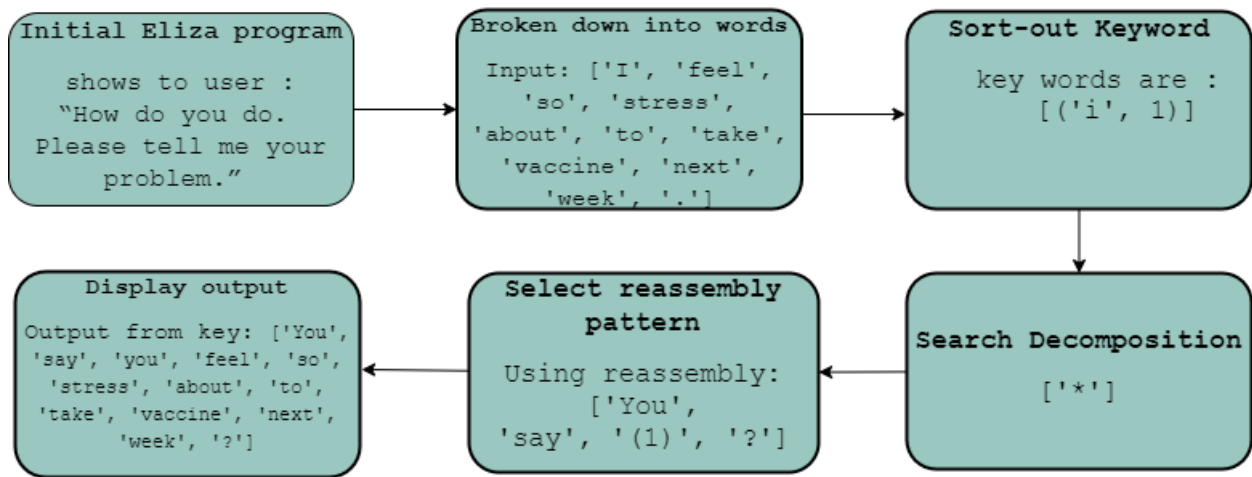 Initial Eliza program
shows to user :
“How do you do.
Please tell me your
problem.”
Broken down into words
Input: ['I', 'feel',
'so', 'stress',
'about', 'to', 'take',
'vaccine', 'next',
'week', '.']
Sort-out Keyword
key words are :
[('i', 1)]
Search Decomposition
['*']
Select reassembly
pattern
Using reassembly:
['You',
'say', '(1)', '?']
Display output
Output from key: ['You',
'say', 'you', 'feel', 'so',
'stress', 'about', 'to',
'take', 'vaccine', 'next',
'week', '?']